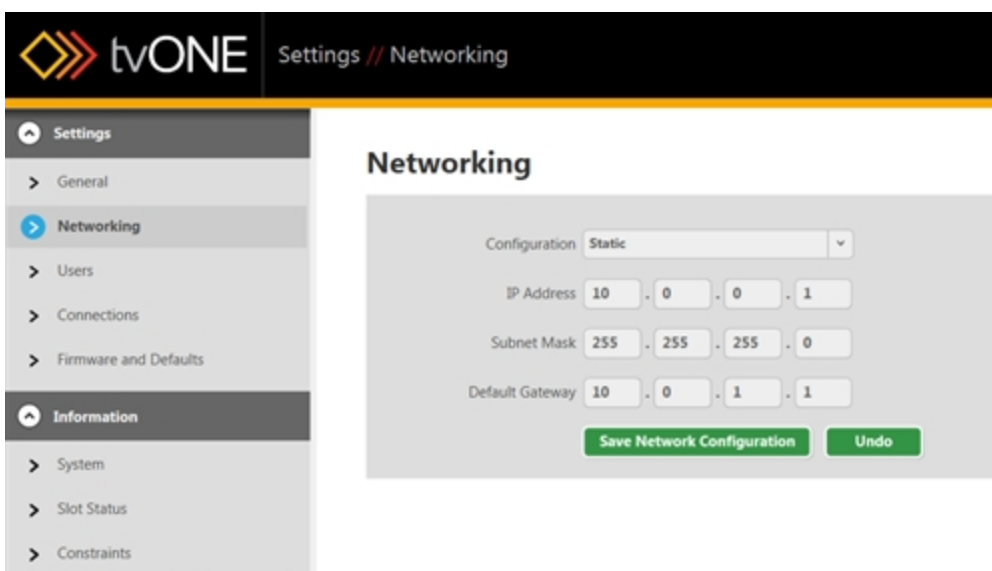 tvONE
Settings // Networking
Settings
General
Networking
Users
Connections
Firmware and Defaults
Information
System
Slot Status
Constraints
Networking
Configuration Static
IP Address 10 . 0 . 0 . 1
Subnet Mask 255 . 255 . 255 . 0
Default Gateway 10 . 0 . 1 . 1
Save Network Configuration Undo